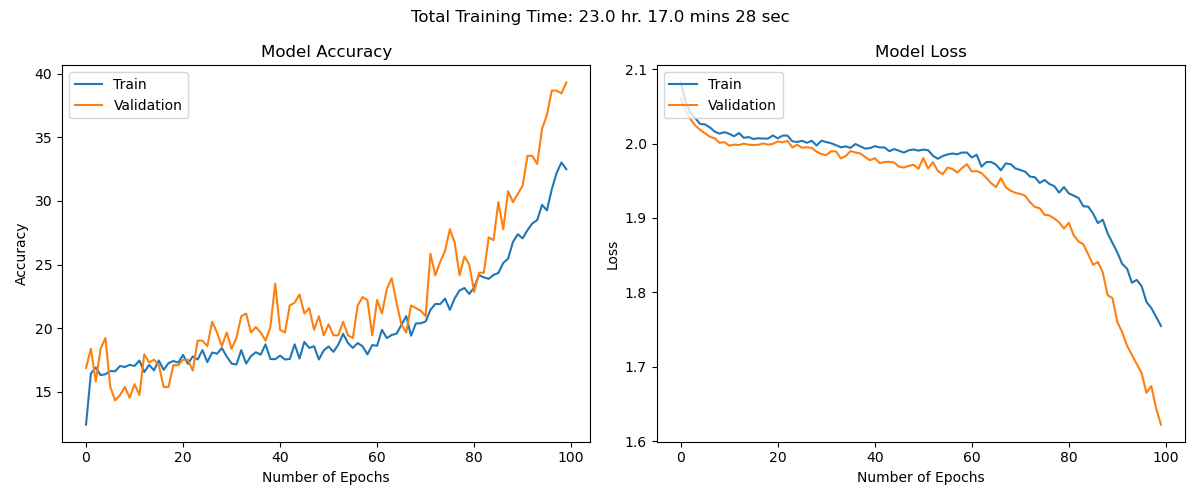 Total Training Time: 23.0 hr. 17.0 mins 28 sec
Model Accuracy
Train
Validation
40
35
30
25
20
15
Accuracy
0 20 40 60 80 100
Number of Epochs
Model Loss
Train
Validation
2.1
2.0
1.9
1.8
1.7
1.6
Loss
0 20 40 60 80 100
Number of Epochs